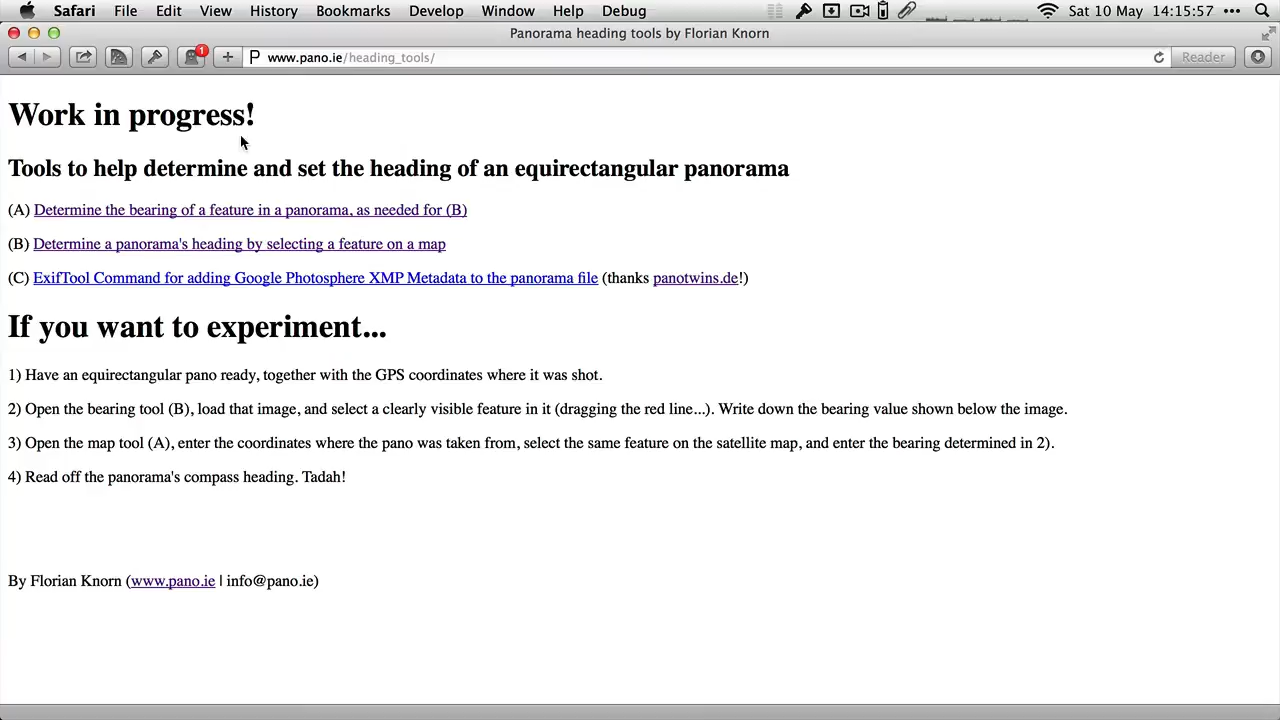 Safari File Edit View History Bookmarks Develop Window Help Debug Sat 10 May 14:15:57
Panorama heading tools by Florian Knorn
1 P www.pano.ie/heading_tools/ Reader
Work in progress!
Tools to help determine and set the heading of an equirectangular panorama
(A) Determine the bearing of a feature in a panorama, as needed for (B)
(B) Determine a panorama's heading by selecting a feature on a map
(C) ExifTool Command for adding Google Photosphere XMP Metadata to the panorama file (thanks panotwins.de!)
If you want to experiment...
1) Have an equirectangular pano ready, together with the GPS coordinates where it was shot.
2) Open the bearing tool (B), load that image, and select a clearly visible feature in it (dragging the red line...). Write down the bearing value shown below the image.
3) Open the map tool (A), enter the coordinates where the pano was taken from, select the same feature on the satellite map, and enter the bearing determined in 2).
4) Read off the panorama's compass heading. Tadah!
By Florian Knorn (www.pano.ie | info@pano.ie)